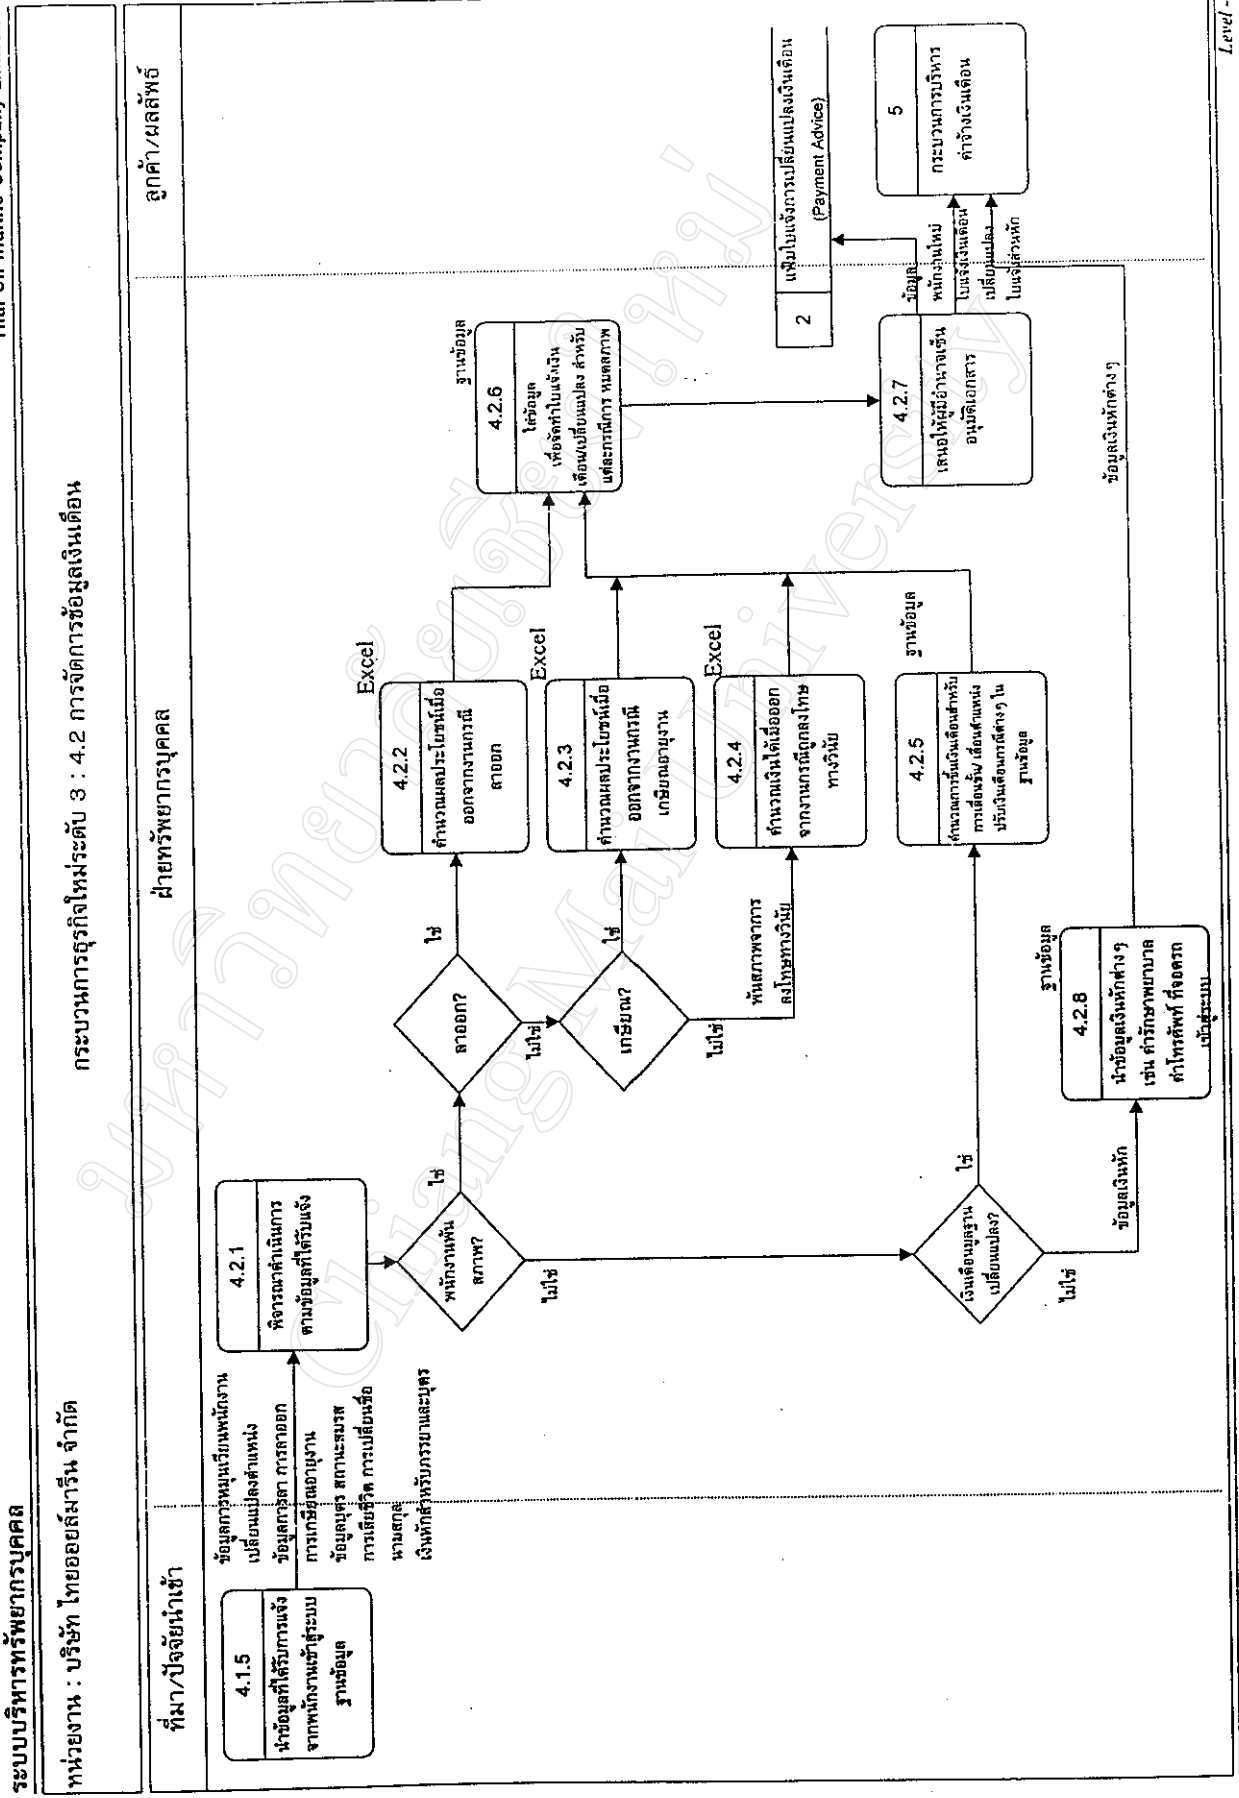 ระบบบริหารทรัพยากรบุคคล
หน่วยงาน : บริษัท ไทยออยล์มารีน จำกัด
กระบวนการธุรกิจใหม่ระดับ 3 : 4.2 การจัดการข้อมูลเงินเดือน
ที่มา/ปัจจัยนำเข้า
ฝ่ายทรัพยากรบุคคล
ลูกค้า/ผลลัพธ์
4.1.5
นำข้อมูลที่ได้รับการแจ้ง
จากพนักงานเข้าสู่ระบบ
ฐานข้อมูล
ข้อมูลการหมุนเวียนพนักงาน
เปลี่ยนแปลงตำแหน่ง
ข้อมูลการลา การลาออก
การเกษียณอายุงาน
ข้อมูลบุตร สถานะสมรส
การเสียชีวิต การเปลี่ยนชื่อ
นามสกุล
เงินหักสำหรับภรรยาและบุตร
4.2.1
พิจารณาดำเนินการ
ตามข้อมูลที่ได้รับแจ้ง
พนักงานพ้น
สภาพ?
ใช่
ไม่ใช่
ลาออก?
ใช่
ไม่ใช่
เกษียณ?
ใช่
ไม่ใช่
พ้นสภาพจาการ
ลงโทษทางวินัย
เงินเดือนมูลฐาน
เปลี่ยนแปลง?
ใช่
ไม่ใช่
ข้อมูลเงินหัก
Excel
4.2.2
คำนวณผลประโยชน์เมื่อ
ออกจากงานกรณี
ลาออก
Excel
4.2.3
คำนวณผลประโยชน์เมื่อ
ออกจากงานกรณี
เกษียณอายุงาน
Excel
4.2.4
คำนวณเงินได้เมื่อออก
จากงานกรณีถูกลงโทษ
ทางวินัย
ฐานข้อมูล
4.2.5
คำนวณการขึ้นเงินเดือนสำหรับ
การเลื่อนขั้น/ เลื่อนตำแหน่ง
ปรับเงินเดือนกรณีต่างๆ ใน
ฐานข้อมูล
ฐานข้อมูล
4.2.8
นำข้อมูลเงินหักต่างๆ
เช่น ค่ารักษาพยาบาล
ค่าโทรศัพท์ ที่จอดรถ
เข้าสู่ระบบ
ข้อมูลเงินหักต่างๆ
ฐานข้อมูล
4.2.6
ใส่ข้อมูล
เพื่อจัดทำใบแจ้งเงิน
เดือน/เปลี่ยนแปลง สำหรับ
แต่ละกรณีการ หมดสภาพ
4.2.7
เสนอให้ผู้มีอำนาจเซ็น
อนุมัติเอกสาร
ข้อมูล
พนักงานใหม่
ใบแจ้งเงินเดือน
เปลี่ยนแปลง
ใบแจ้งส่วนหัก
2
แฟ้มใบแจ้งการเปลี่ยนแปลงเงินเดือน
(Payment Advice)
5
กระบวนการบริหาร
ค่าจ้างเงินเดือน
Level -
มหาวิทยาลัยเชียงใหม่
Chiang Mai University